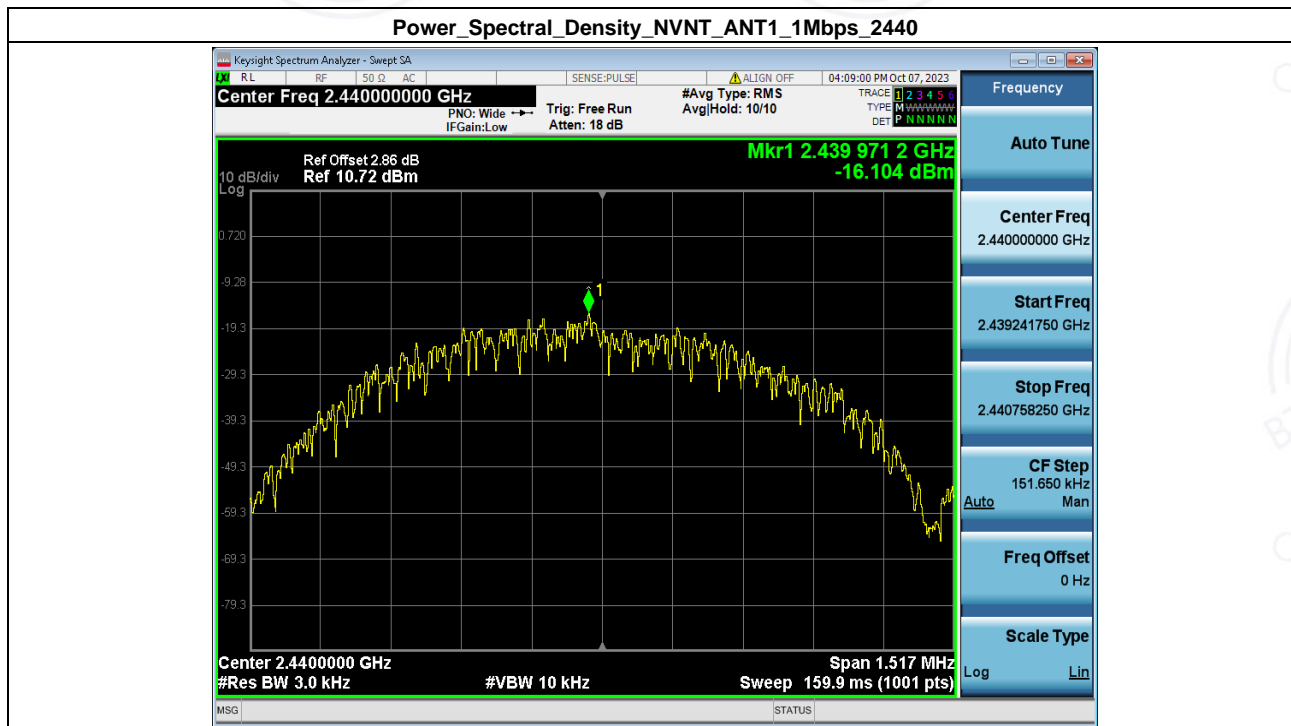 Power_Spectral_Density_NVNT_ANT1_1Mbps_2440
Keysight Spectrum Analyzer - Swept SA
LXI RL RF 50 Ω AC SENSE:PULSE ALIGN OFF 04:09:00 PM Oct 07, 2023
Center Freq 2.440000000 GHz
PNO: Wide
IFGain:Low
Trig: Free Run
Atten: 18 dB
#Avg Type: RMS
Avg|Hold: 10/10
TRACE 1 2 3 4 5 6
TYPE M WWWWW
DET P N N N N N
Frequency
Auto Tune
Center Freq
2.440000000 GHz
Start Freq
2.439241750 GHz
Stop Freq
2.440758250 GHz
CF Step
151.650 kHz
Auto Man
Freq Offset
0 Hz
Scale Type
Log Lin
Mkr1 2.439 971 2 GHz
-16.104 dBm
Ref Offset 2.86 dB
10 dB/div Ref 10.72 dBm
Log
1
0.720
-9.28
-19.3
-29.3
-39.3
-49.3
-59.3
-69.3
-79.3
Center 2.4400000 GHz Span 1.517 MHz
#Res BW 3.0 kHz #VBW 10 kHz Sweep 159.9 ms (1001 pts)
MSG STATUS